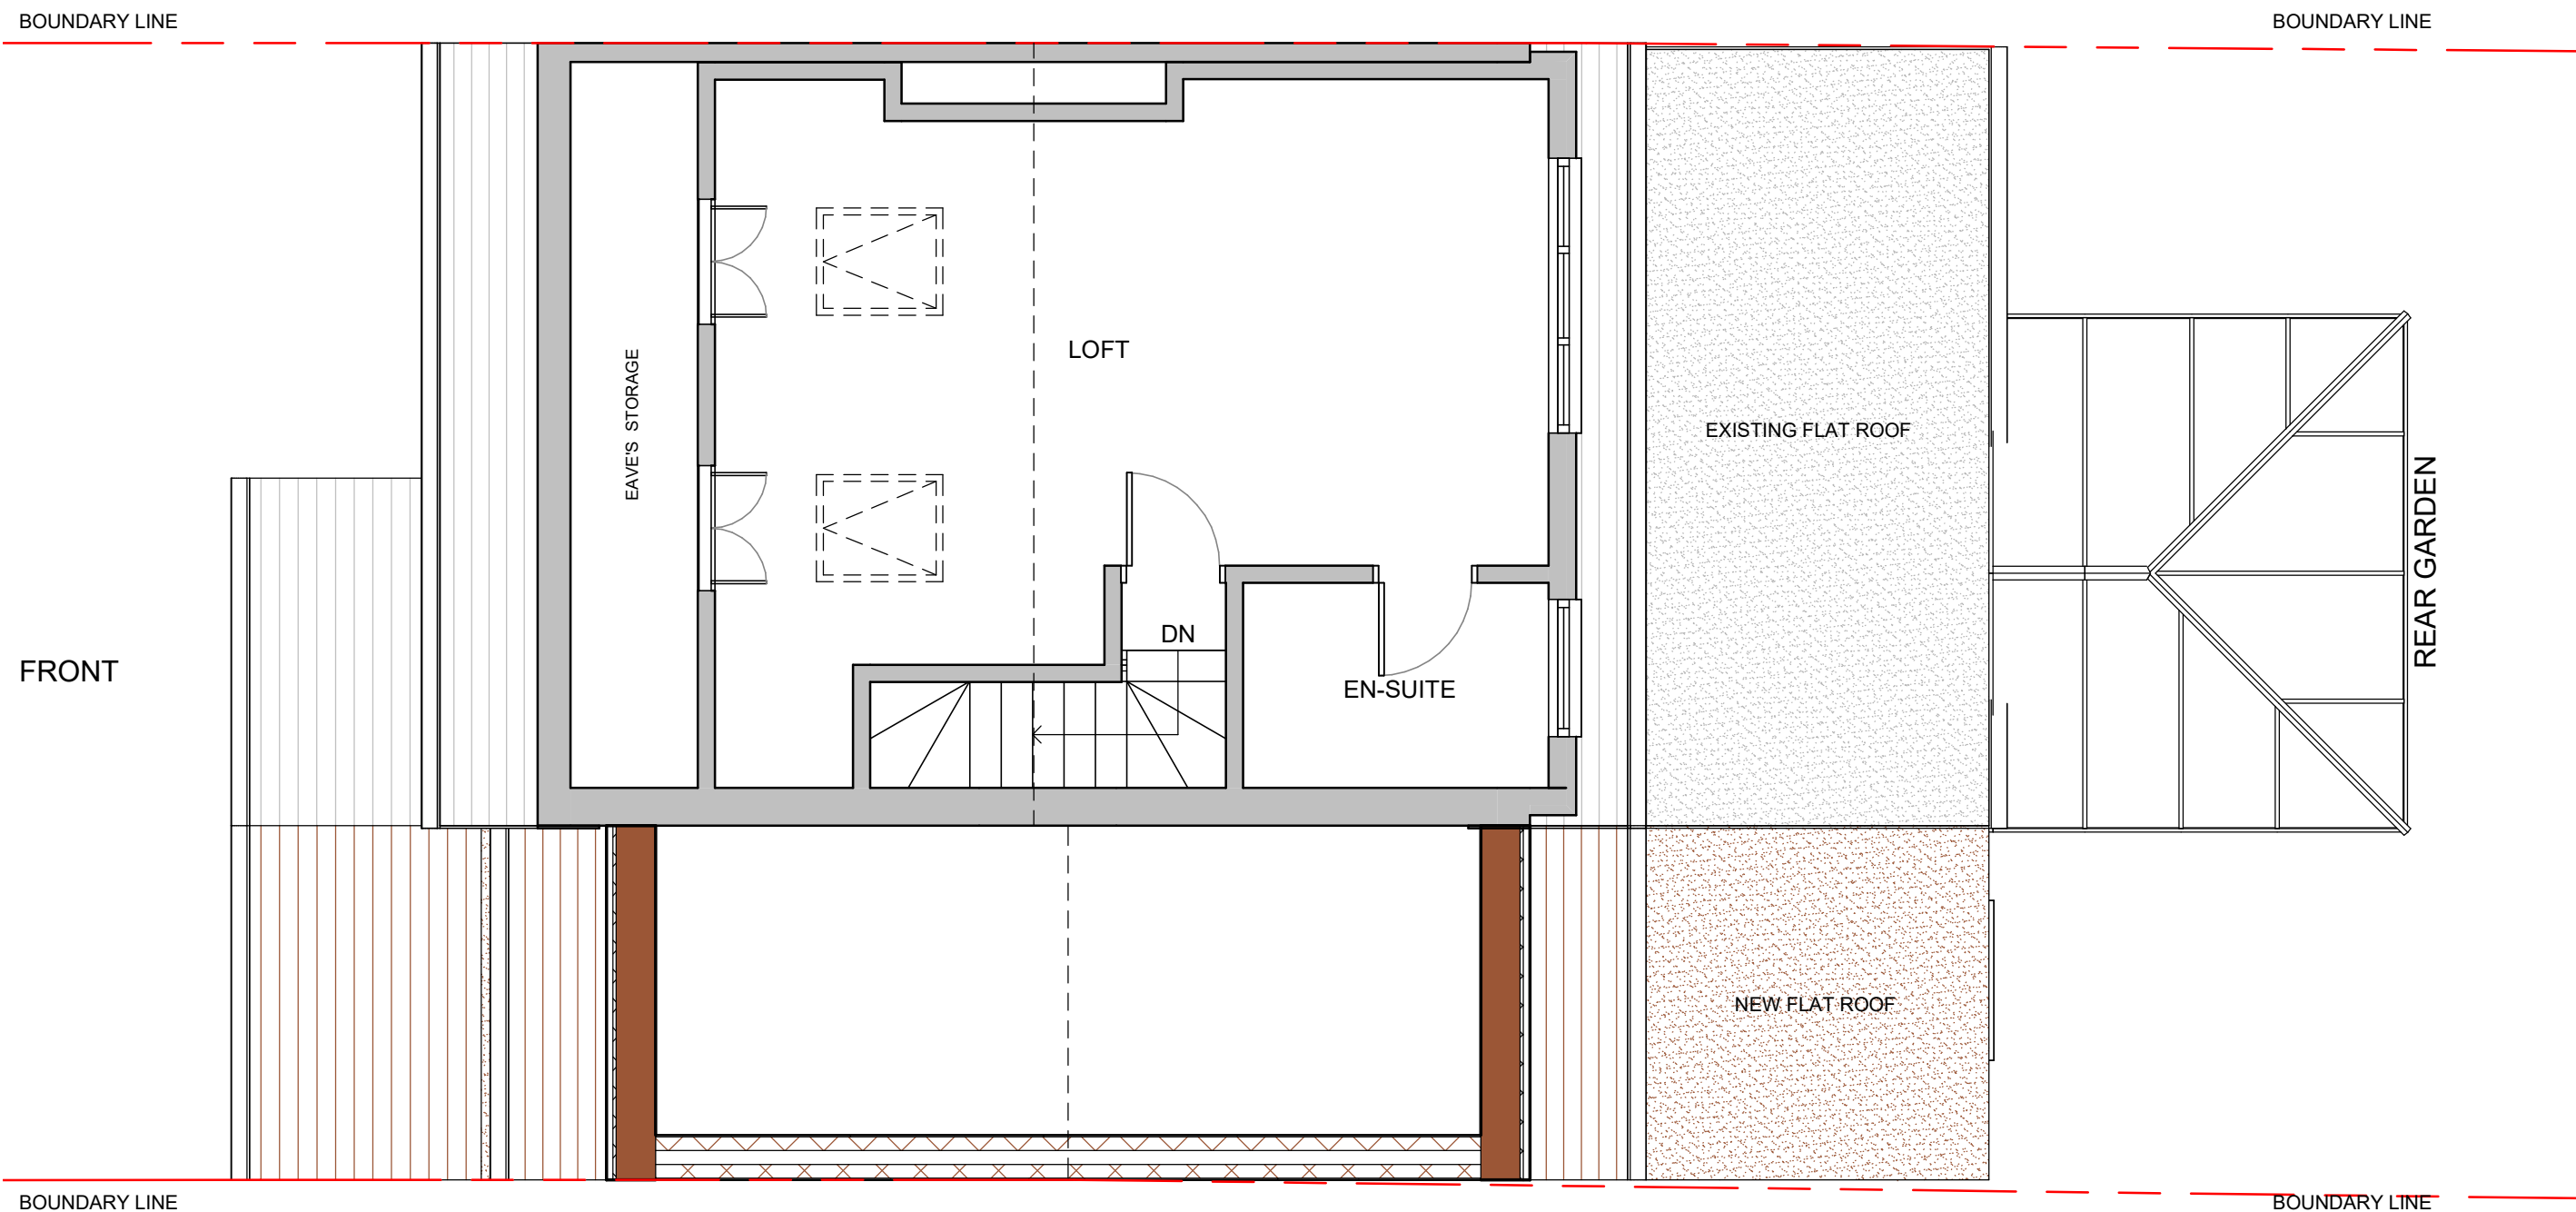 BOUNDARY LINE
BOUNDARY LINE
LOFT
EAVE'S STORAGE
EXISTING FLAT ROOF
REAR GARDEN
DN
FRONT
EN-SUITE
NEW FLAT ROOF
BOUNDARY LINE
BOUNDARY LINE